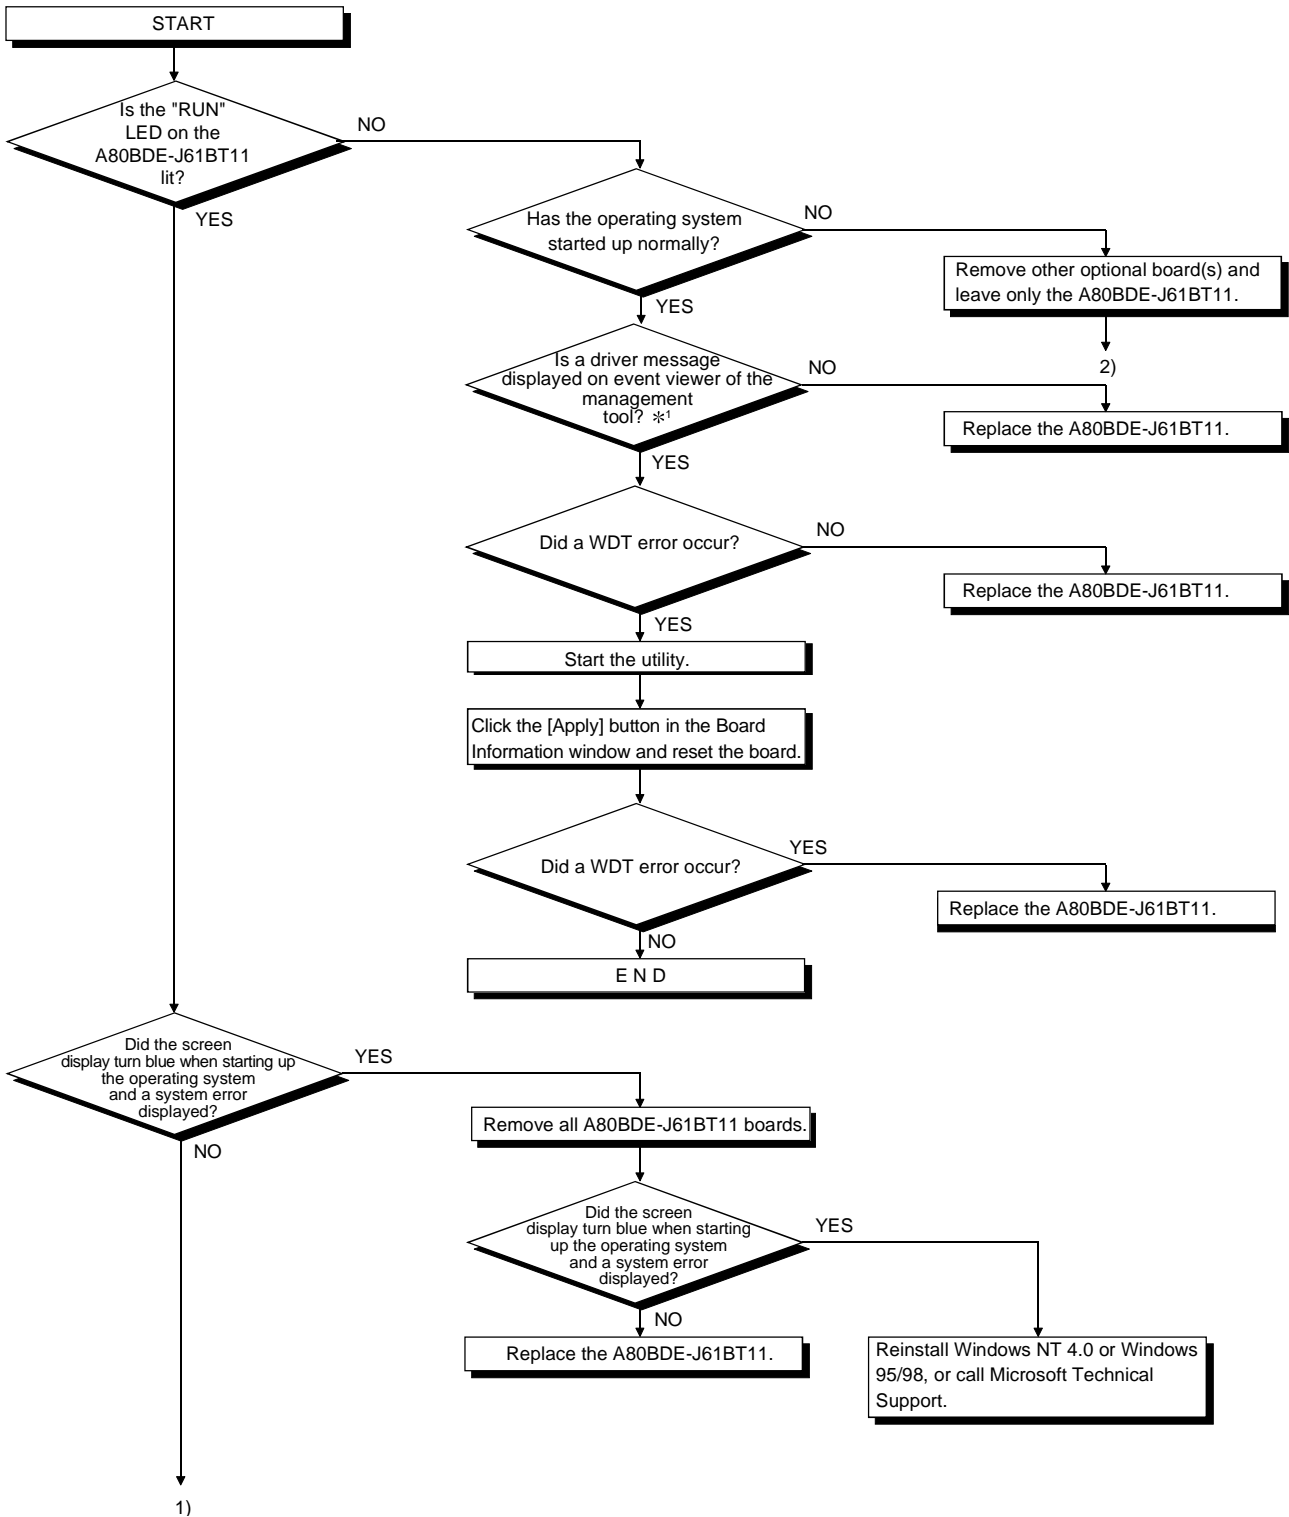 START
Is the "RUN"
LED on the
A80BDE-J61BT11
lit?
NO
YES
Has the operating system
started up normally?
NO
YES
Remove other optional board(s) and
leave only the A80BDE-J61BT11.
2)
Is a driver message
displayed on event viewer of the
management
tool? *1
NO
YES
Replace the A80BDE-J61BT11.
Did a WDT error occur?
NO
YES
Replace the A80BDE-J61BT11.
Start the utility.
Click the [Apply] button in the Board
Information window and reset the board.
Did a WDT error occur?
YES
NO
Replace the A80BDE-J61BT11.
E N D
Did the screen
display turn blue when starting up
the operating system
and a system error
displayed?
YES
NO
Remove all A80BDE-J61BT11 boards.
Did the screen
display turn blue when starting
up the operating system
and a system error
displayed?
YES
NO
Replace the A80BDE-J61BT11.
Reinstall Windows NT 4.0 or Windows
95/98, or call Microsoft Technical
Support.
1)